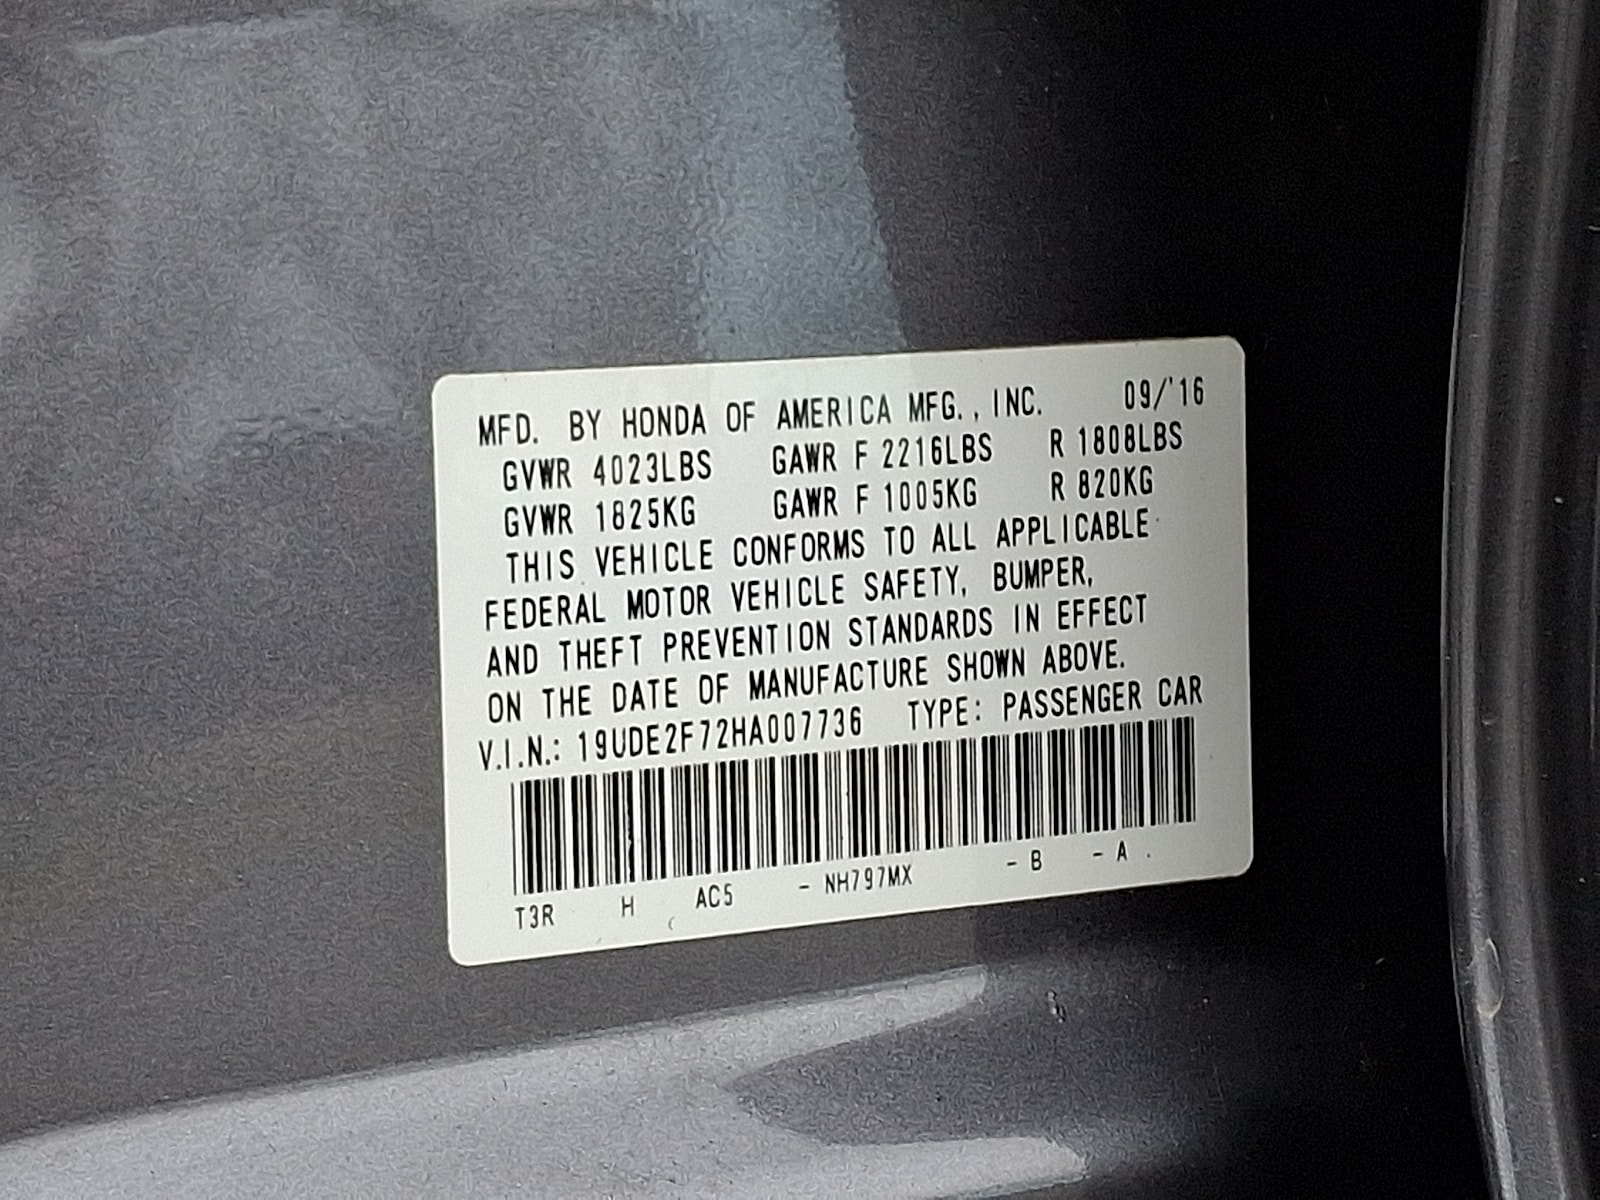 MFD. BY HONDA OF AMERICA MFG., INC. 09/'16
GVWR 4023LBS GAWR F 2216LBS R 1808LBS
GVWR 1825KG GAWR F 1005KG R 820KG
THIS VEHICLE CONFORMS TO ALL APPLICABLE
FEDERAL MOTOR VEHICLE SAFETY, BUMPER,
AND THEFT PREVENTION STANDARDS IN EFFECT
ON THE DATE OF MANUFACTURE SHOWN ABOVE.
V.I.N.: 19UDE2F72HA007736 TYPE: PASSENGER CAR
T3R H AC5 - NH797MX - B - A